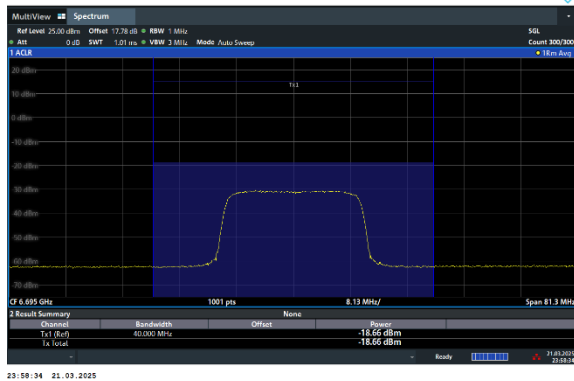 MultiView Spectrum
Ref Level 25.00 dBm Offset 17.78 dB RBW 1 MHz SGL
Att 0 dB SWT 1.01 ms VBW 3 MHz Mode Auto Sweep Count 300/300
1 ACLR 1Rm Avg
20 dBm
Tx1
10 dBm
0 dBm
-10 dBm
-20 dBm
-30 dBm
-40 dBm
-50 dBm
-60 dBm
-70 dBm
CF 6.695 GHz 1001 pts 8.13 MHz/ Span 81.3 MHz
2 Result Summary None
Channel Bandwidth Offset Power
Tx1 (Ref) 40.000 MHz -18.66 dBm
Tx Total -18.66 dBm
Ready 21.03.2025
23:58:34
23:58:34 21.03.2025